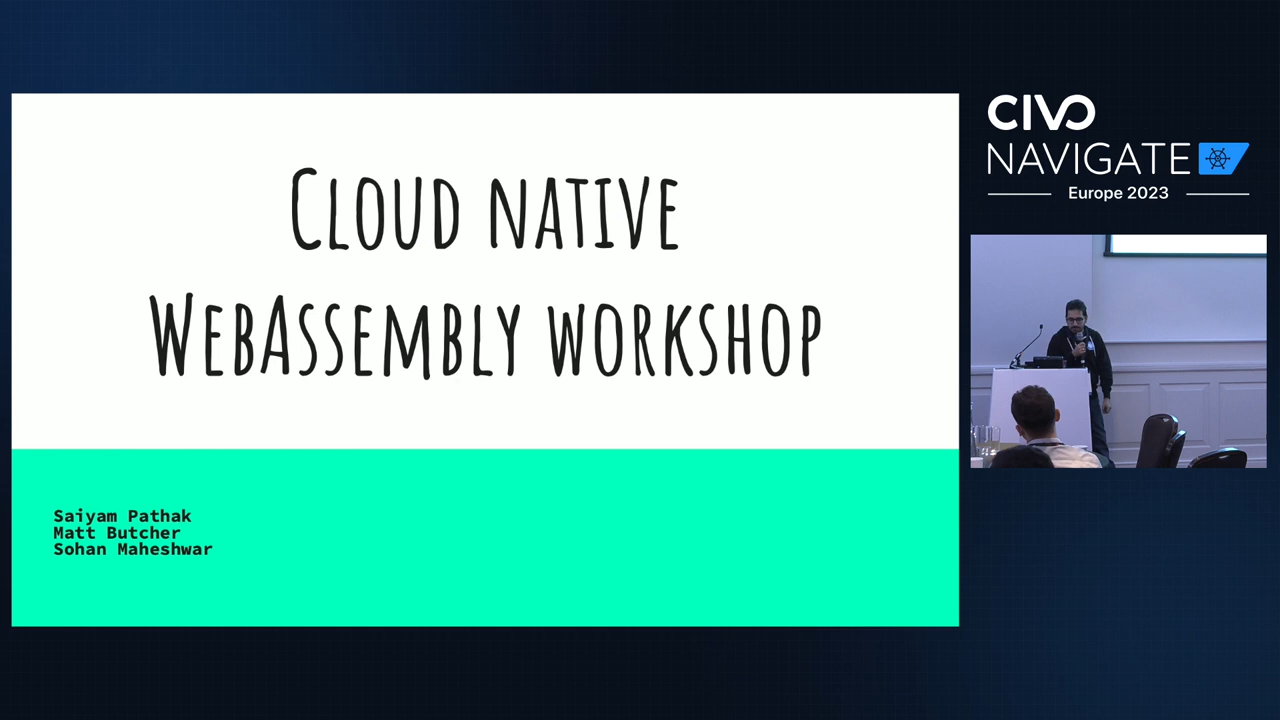 Cloud native
WebAssembly workshop
Saiyam Pathak
Matt Butcher
Sohan Maheshwar
CIVO
NAVIGATE
Europe 2023